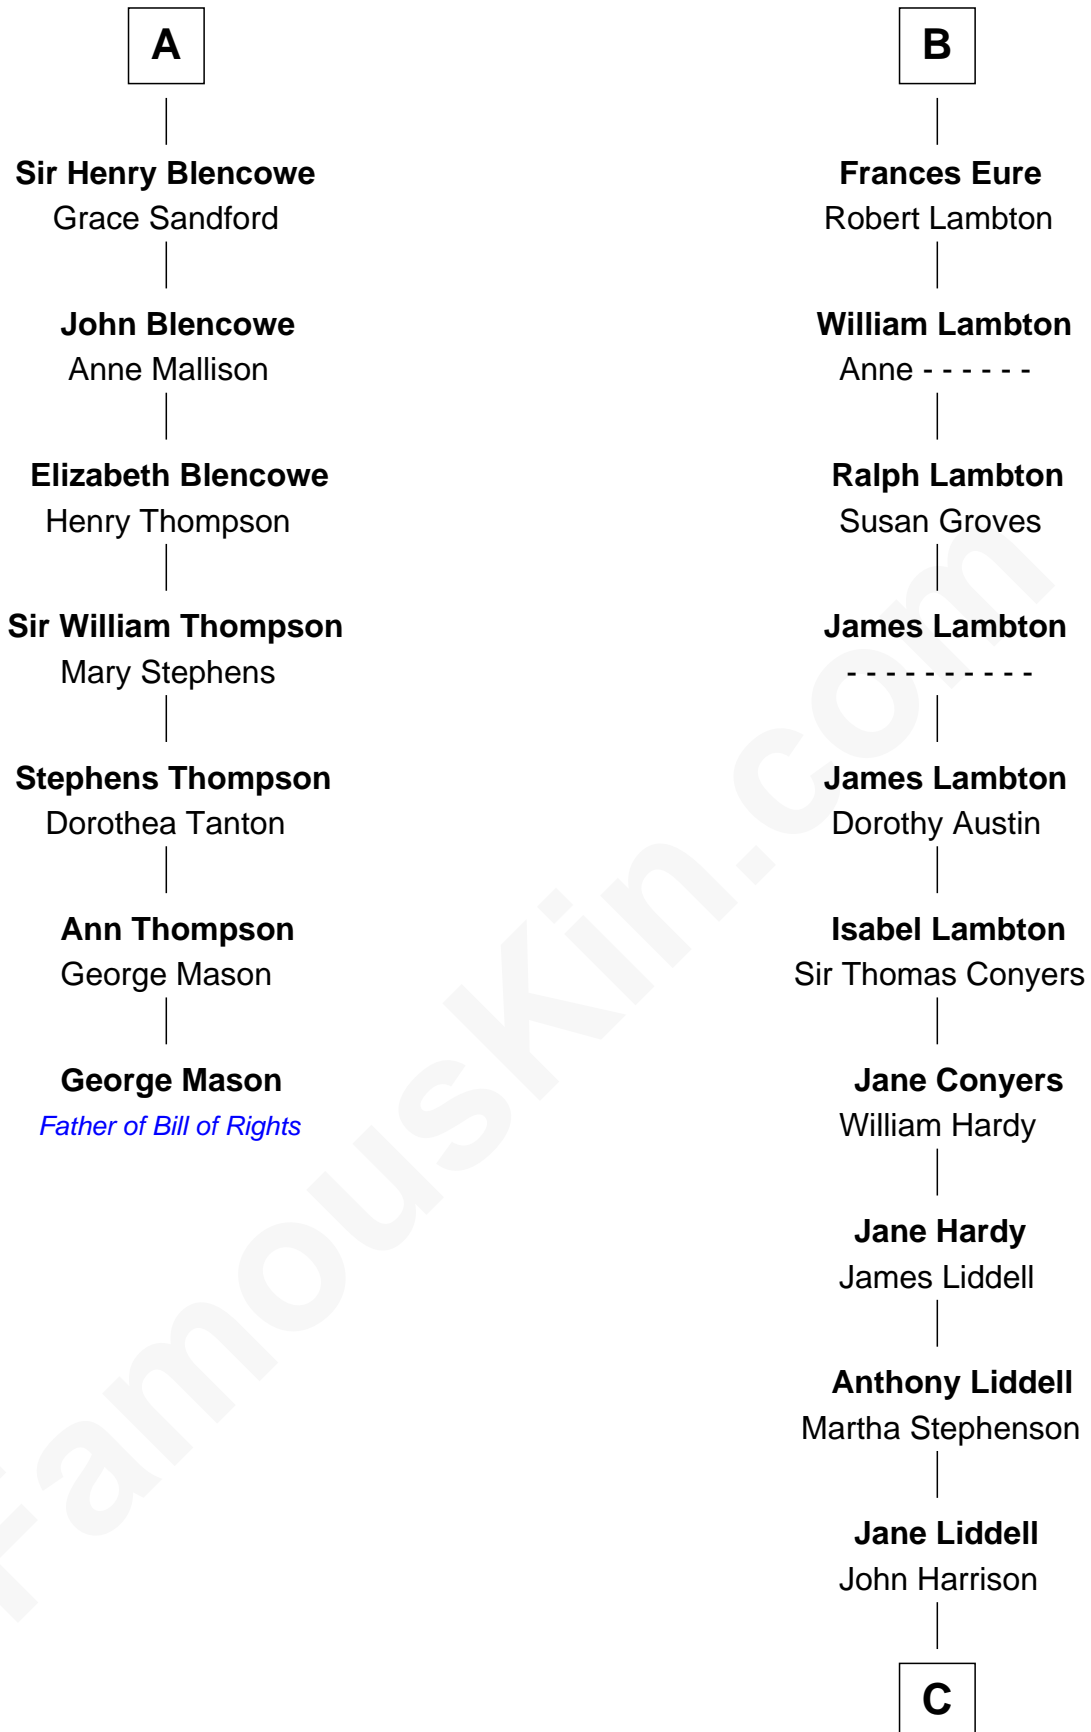 A
Sir Henry Blencowe
Grace Sandford
John Blencowe
Anne Mallison
Elizabeth Blencowe
Henry Thompson
Sir William Thompson
Mary Stephens
Stephens Thompson
Dorothea Tanton
Ann Thompson
George Mason
George Mason
Father of Bill of Rights
B
Frances Eure
Robert Lambton
William Lambton
Anne - - - - - -
Ralph Lambton
Susan Groves
James Lambton
- - - - - - - - - -
James Lambton
Dorothy Austin
Isabel Lambton
Sir Thomas Conyers
Jane Conyers
William Hardy
Jane Hardy
James Liddell
Anthony Liddell
Martha Stephenson
Jane Liddell
John Harrison
C
FamousKin.com